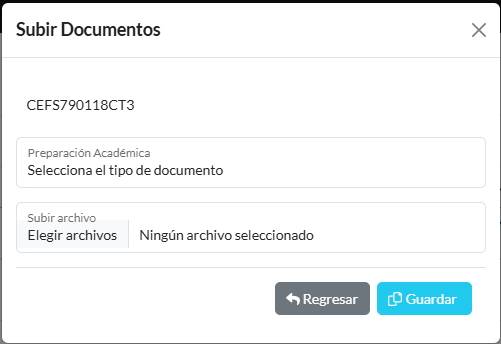 Subir Documentos
CEFS790118CT3
Preparación Académica
Selecciona el tipo de documento
Subir archivo
Elegir archivos Ningún archivo seleccionado
Regresar Guardar